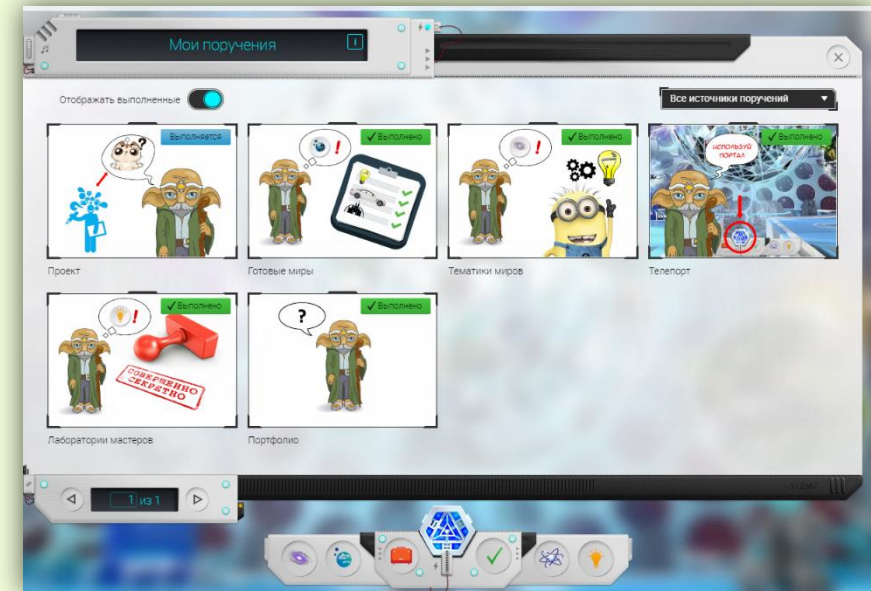 Мои поручения
Отображать выполненные
Все источники поручений
Выполняется
Проект
Выполнено
Готовые миры
Выполнено
Тематики миров
Выполнено
ИСПОЛЬЗУЙ
ПОРТАЛ
Телепорт
Выполнено
СОВЕРШЕННО
СЕКРЕТНО
Лаборатории мастеров
Выполнено
?
Портфолио
1 из 1